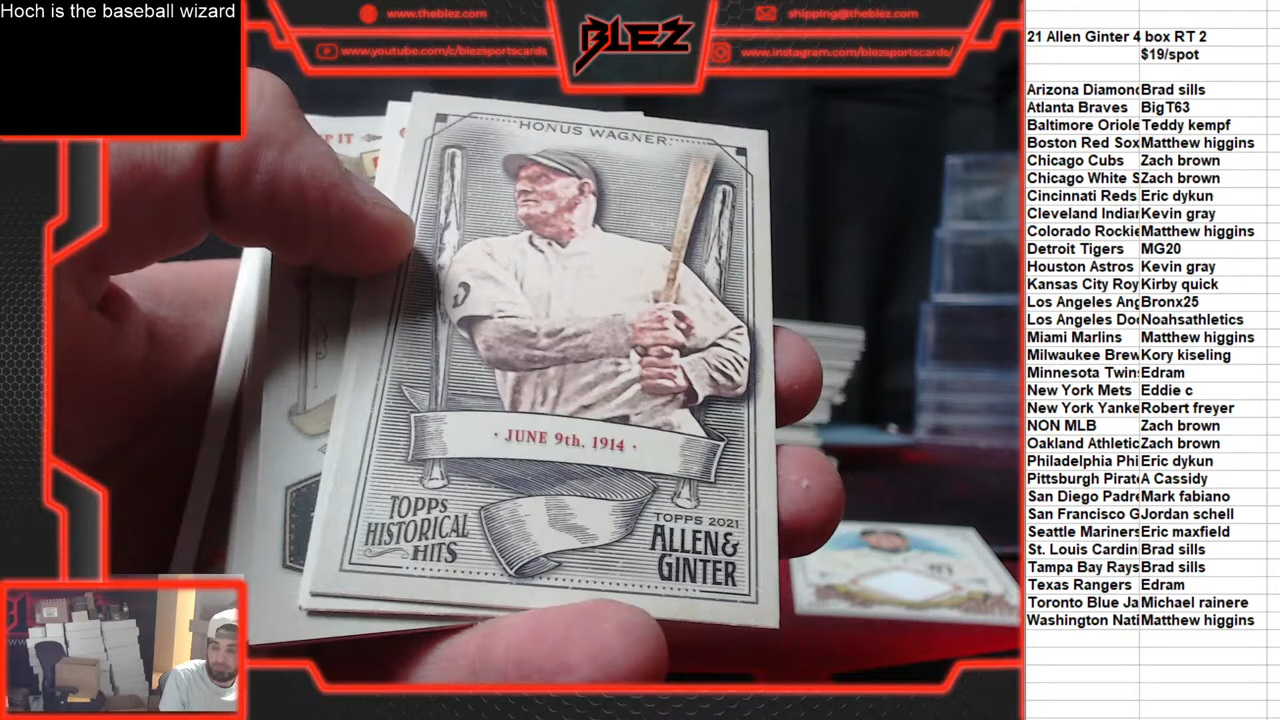 Hoch is the baseball wizard
www.theblez.com
shipping@theblez.com
www.youtube.com/c/blezsportscards
www.instagram.com/blezsportscards/
BLEZ
HONUS WAGNER
· JUNE 9th, 1914 ·
TOPPS HISTORICAL HITS
TOPPS 2021
ALLEN & GINTER
21 Allen Ginter 4 box RT 2
$19/spot
Arizona Diamond Brad sills
Atlanta Braves BigT63
Baltimore Oriole Teddy kempf
Boston Red Sox Matthew higgins
Chicago Cubs Zach brown
Chicago White S Zach brown
Cincinnati Reds Eric dykun
Cleveland Indian Kevin gray
Colorado Rockie Matthew higgins
Detroit Tigers MG20
Houston Astros Kevin gray
Kansas City Roy Kirby quick
Los Angeles Ang Bronx25
Los Angeles Do Noahsathletics
Miami Marlins Matthew higgins
Milwaukee Brew Kory kiseling
Minnesota Twins Edram
New York Mets Eddie c
New York Yanke Robert freyer
NON MLB Zach brown
Oakland Athletic Zach brown
Philadelphia Phi Eric dykun
Pittsburgh Pirate A Cassidy
San Diego Padre Mark fabiano
San Francisco G Jordan schell
Seattle Mariners Eric maxfield
St. Louis Cardin Brad sills
Tampa Bay Rays Brad sills
Texas Rangers Edram
Toronto Blue Ja Michael rainere
Washington Nati Matthew higgins